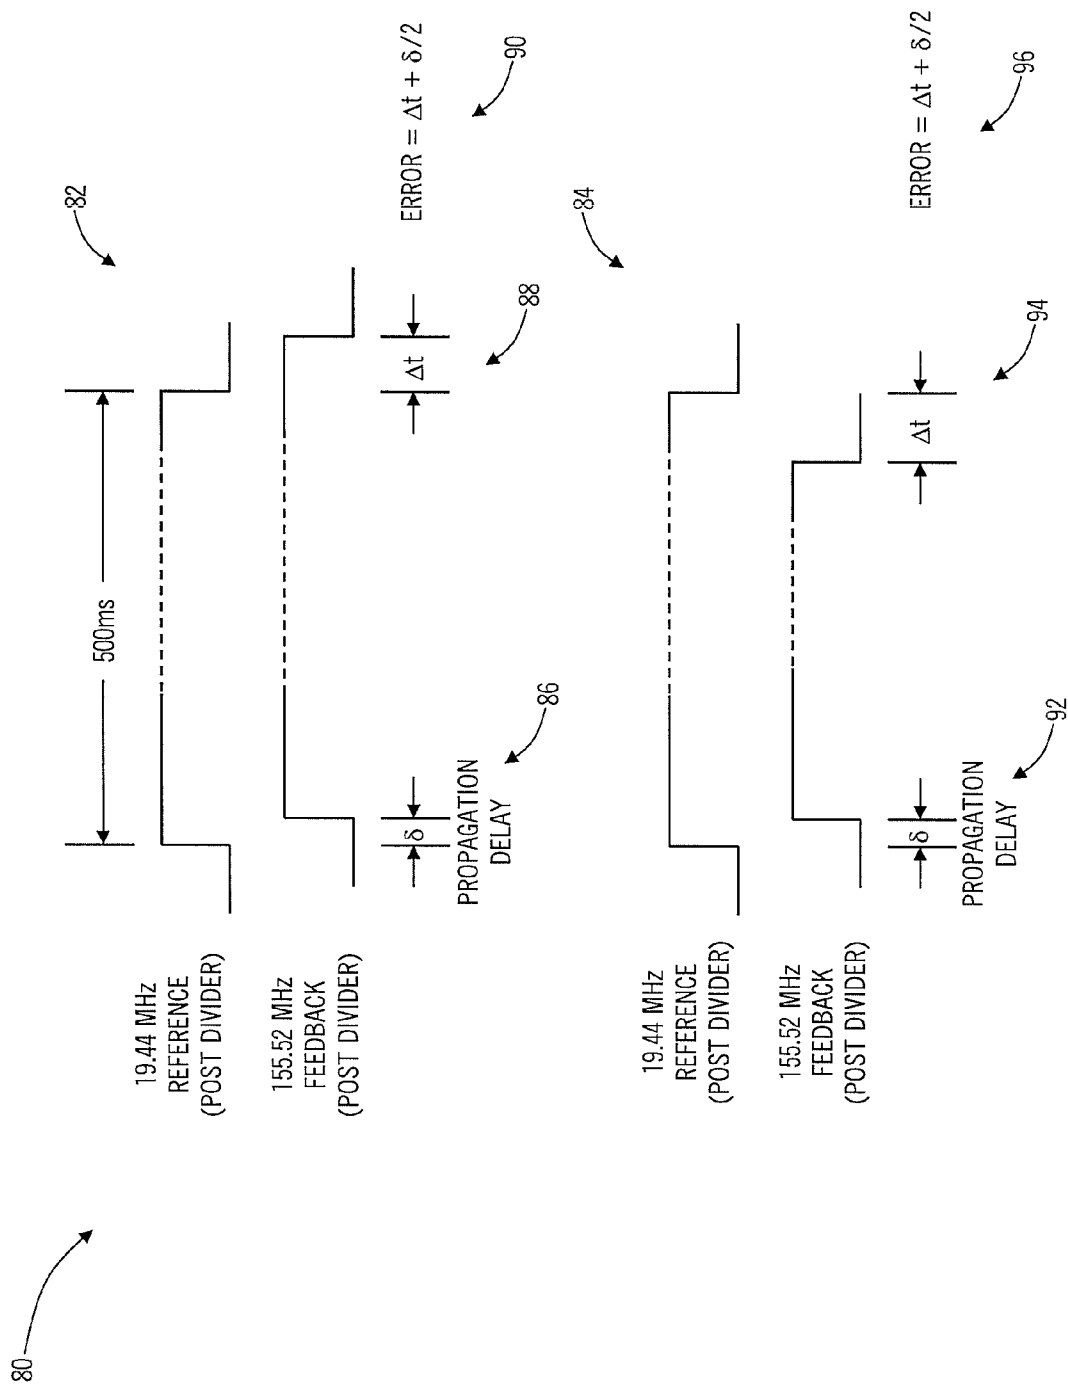 80
82
500ms
19.44 MHz
REFERENCE
(POST DIVIDER)
155.52 MHz
FEEDBACK
(POST DIVIDER)
δ
PROPAGATION
DELAY
86
Δt
88
ERROR = Δt + δ/2
90
84
19.44 MHz
REFERENCE
(POST DIVIDER)
155.52 MHz
FEEDBACK
(POST DIVIDER)
δ
PROPAGATION
DELAY
92
Δt
94
ERROR = Δt + δ/2
96